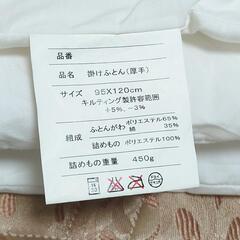 品番
品名 掛けふとん（厚手）
サイズ 95X120cm
キルティング製許容範囲
+5%、-3%
組成 ふとんがわ ポリエステル65%
綿 35%
詰めもの ポリエステル100%
詰めもの重量 450g